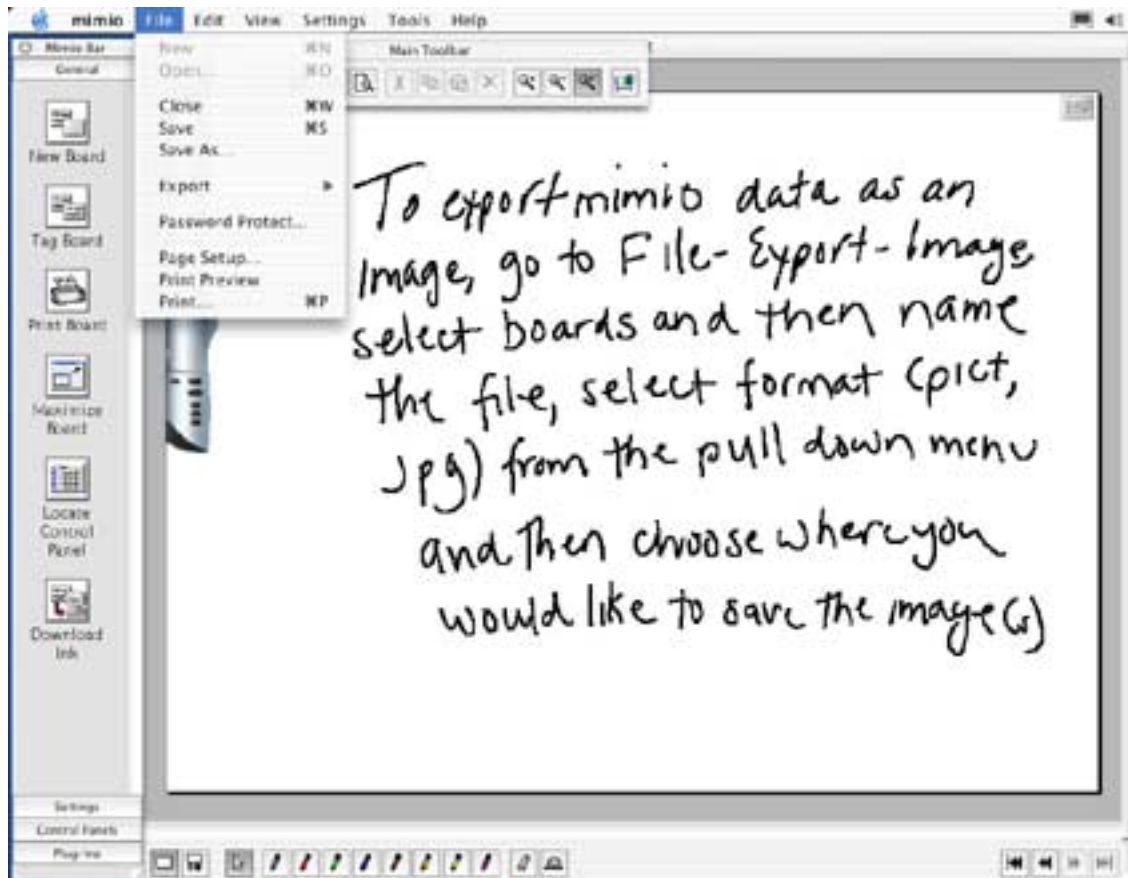 mimio File Edit View Settings Tools Help
Mimio Bar
General
New Board
Tag Board
Print Board
Maximize
Board
Locate
Control
Panel
Download
Ink
Settings
Control Panels
Plug-ins
New ⌘N
Open... ⌘O
Close ⌘W
Save ⌘S
Save As...
Export
Password Protect...
Page Setup...
Print Preview
Print... ⌘P
Main Toolbar
To export mimio data as an
image, go to File - Export - Image
select boards and then name
the file, select format (pict,
jpg) from the pull down menu
and then choose where you
would like to save the image(s)